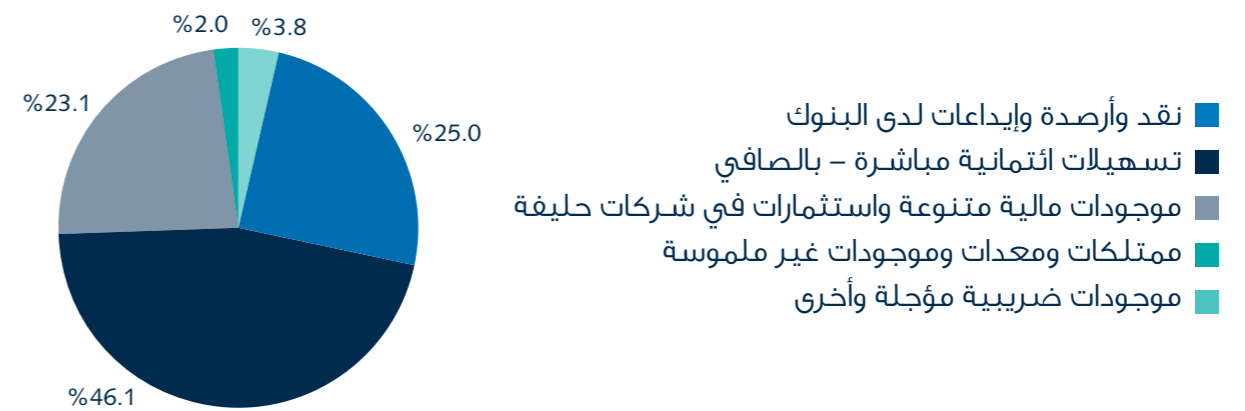 %2.0
%3.8
%23.1
%25.0
%46.1
نقد وأرصدة وإيداعات لدى البنوك
تسهيلات ائتمانية مباشرة – بالصافي
موجودات مالية متنوعة واستثمارات في شركات حليفة
ممتلكات ومعدات وموجودات غير ملموسة
موجودات ضريبية مؤجلة وأخرى